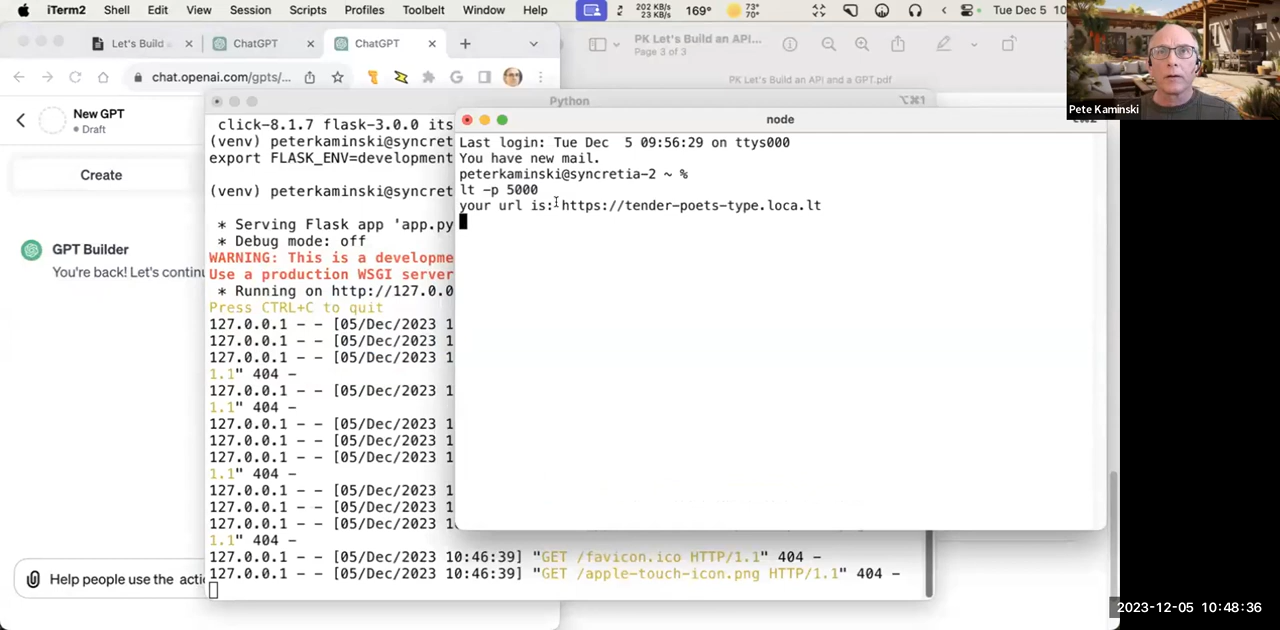 iTerm2 Shell Edit View Session Scripts Profiles Toolbelt Window Help 202 KB/s 23 KB/s 169° 73° 70° Tue Dec 5 10
Let's Build ChatGPT ChatGPT
chat.openai.com/gpts/...
PK Let's Build an API...
Page 3 of 3
PK Let's Build an API and a GPT.pdf
Pete Kaminski
New GPT
Draft
Create
GPT Builder
You're back! Let's continu
Help people use the actio
Python ⌥⌘1
click-8.1.7 flask-3.0.0 its
(venv) peterkaminski@syncret
export FLASK_ENV=development
(venv) peterkaminski@syncreti
* Serving Flask app 'app.py
* Debug mode: off
WARNING: This is a developme
Use a production WSGI server
* Running on http://127.0.0
Press CTRL+C to quit
127.0.0.1 - - [05/Dec/2023 1
127.0.0.1 - - [05/Dec/2023 1
127.0.0.1 - - [05/Dec/2023 1
1.1" 404 -
127.0.0.1 - - [05/Dec/2023 1
1.1" 404 -
127.0.0.1 - - [05/Dec/2023 1
127.0.0.1 - - [05/Dec/2023 1
127.0.0.1 - - [05/Dec/2023 1
1.1" 404 -
127.0.0.1 - - [05/Dec/2023 1
127.0.0.1 - - [05/Dec/2023 1
127.0.0.1 - - [05/Dec/2023 1
1.1" 404 -
127.0.0.1 - - [05/Dec/2023 10:46:39] "GET /favicon.ico HTTP/1.1" 404 -
127.0.0.1 - - [05/Dec/2023 10:46:39] "GET /apple-touch-icon.png HTTP/1.1" 404 -
node
Last login: Tue Dec  5 09:56:29 on ttys000
You have new mail.
peterkaminski@syncretia-2 ~ %
lt -p 5000
your url is: https://tender-poets-type.loca.lt
2023-12-05 10:48:36